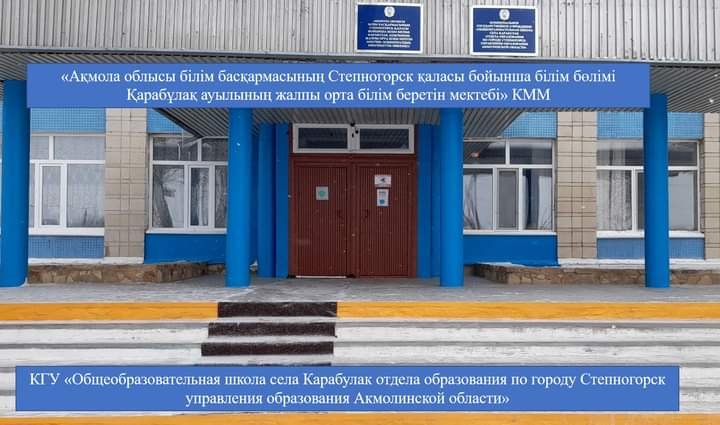 «Ақмола облысы білім басқармасының Степногорск қаласы бойынша білім бөлімі
Қарабұлақ ауылының жалпы орта білім беретін мектебі» КММ
КГУ «Общеобразовательная школа села Карабулак отдела образования по городу Степногорск
управления образования Акмолинской области»